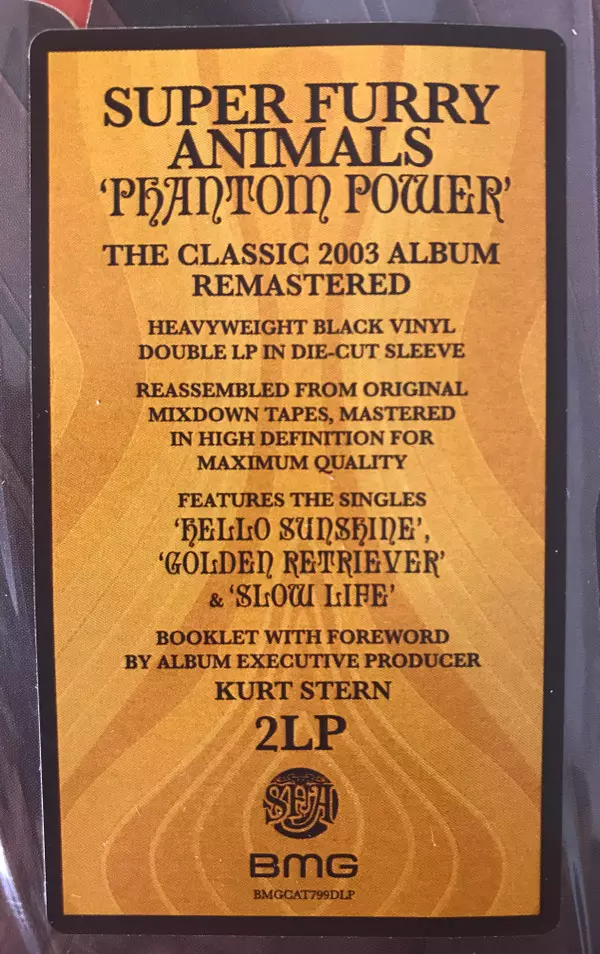 SUPER FURRY
ANIMALS
'PHANTOM POWER'
THE CLASSIC 2003 ALBUM
REMASTERED
HEAVYWEIGHT BLACK VINYL
DOUBLE LP IN DIE-CUT SLEEVE
REASSEMBLED FROM ORIGINAL
MIXDOWN TAPES, MASTERED
IN HIGH DEFINITION FOR
MAXIMUM QUALITY
FEATURES THE SINGLES
'HELLO SUNSHINE',
'GOLDEN RETRIEVER'
& 'SLOW LIFE'
BOOKLET WITH FOREWORD
BY ALBUM EXECUTIVE PRODUCER
KURT STERN
2LP
SFA
BMG
BMGCAT799DLP